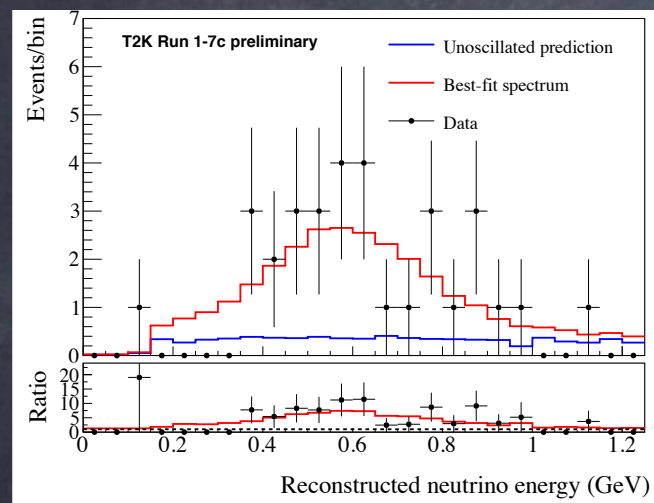 7
T2K Run 1-7c preliminary
Unoscillated prediction
Best-fit spectrum
Data
Events/bin
6
5
4
3
2
1
0
20
15
10
5
0
Ratio
0 0.2 0.4 0.6 0.8 1 1.2
Reconstructed neutrino energy (GeV)